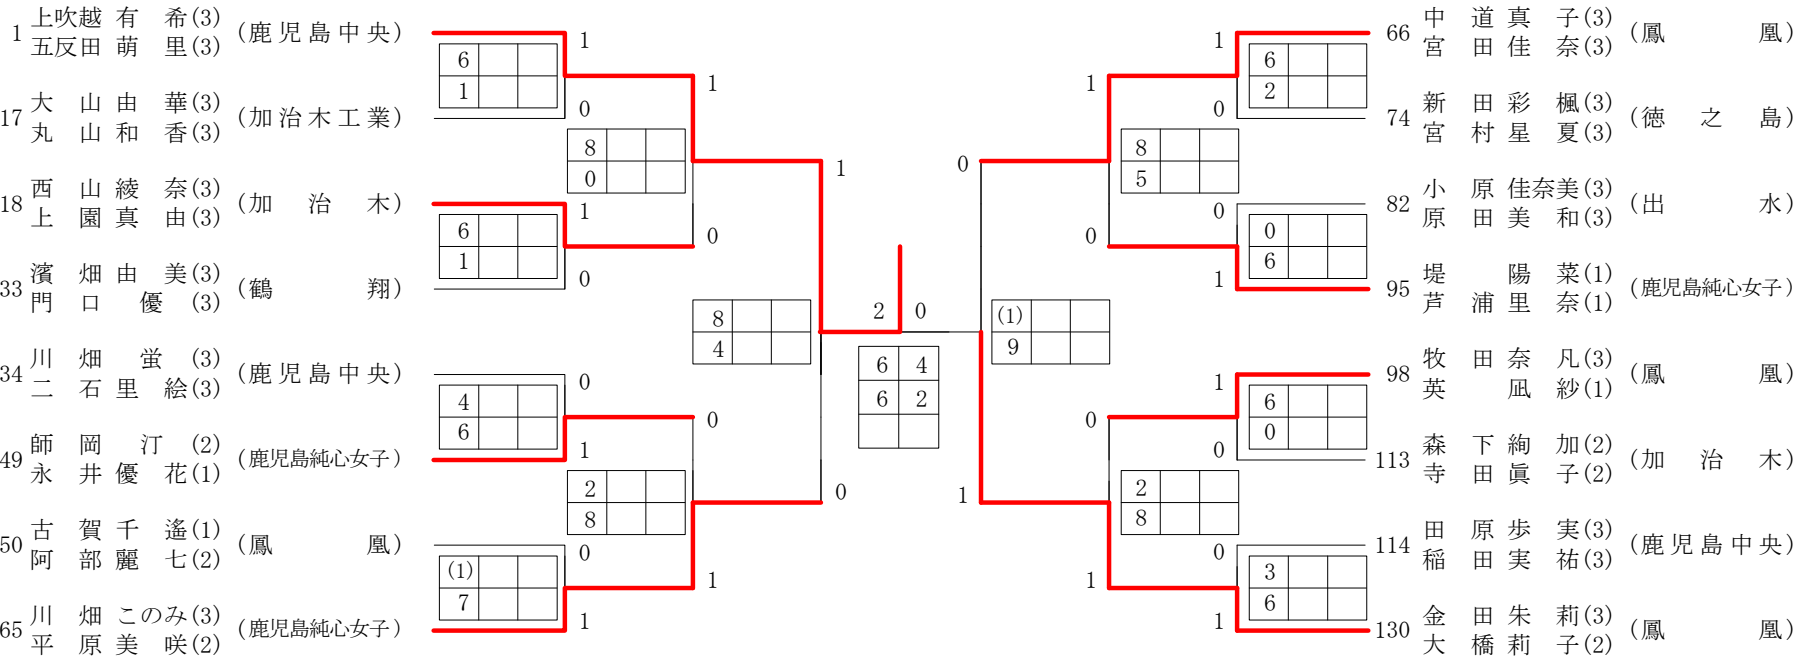 1 上吹越 有 希(3) (鹿児島中央)
五反田 萌 里(3)
17 大 山 由 華(3) (加治木工業)
丸 山 和 香(3)
18 西 山 綾 奈(3) (加 治 木)
上 園 真 由(3)
33 濱 畑 由 美(3) (鶴 翔)
門 口 優 (3)
34 川 畑 蛍 (3) (鹿児島中央)
二 石 里 絵(3)
49 師 岡 汀 (2) (鹿児島純心女子)
永 井 優 花(1)
50 古 賀 千 遙(1) (鳳 凰)
阿 部 麗 七(2)
65 川 畑 このみ(3) (鹿児島純心女子)
平 原 美 咲(2)
1
6
1
0
1
6
1
0
0
4
6
1
0
(1)
7
1
1
8
0
0
0
2
8
1
1
8
4
0
2 0
6 4
6 2
0
(1)
9
1
1
8
5
0
0
2
8
1
1
6
2
0
0
0
6
1
1
6
0
0
0
3
6
1
66 中 道 真 子(3) (鳳 凰)
宮 田 佳 奈(3)
74 新 田 彩 楓(3) (徳 之 島)
宮 村 星 夏(3)
82 小 原 佳奈美(3) (出 水)
原 田 美 和(3)
95 堤 陽 菜(1) (鹿児島純心女子)
芦 浦 里 奈(1)
98 牧 田 奈 凡(3) (鳳 凰)
英 凪 紗(1)
113 森 下 絢 加(2) (加 治 木)
寺 田 眞 子(2)
114 田 原 歩 実(3) (鹿児島中央)
稲 田 実 祐(3)
130 金 田 朱 莉(3) (鳳 凰)
大 橋 莉 子(2)